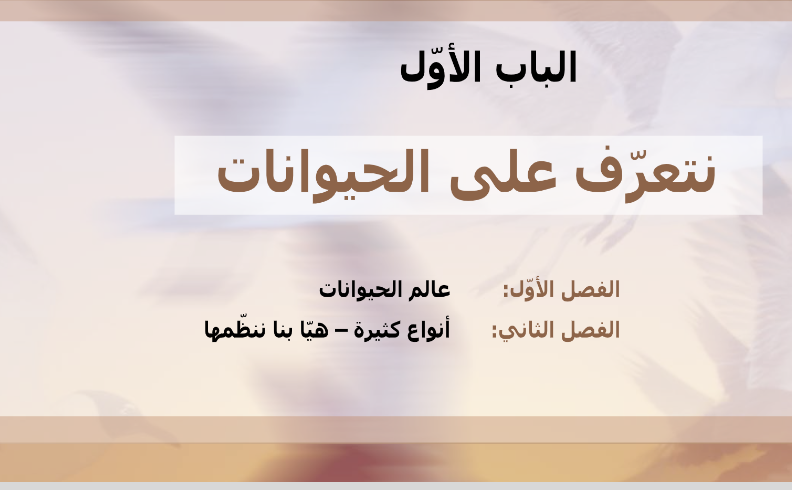 الباب الأوّل
نتعرّف على الحيوانات
الفصل الأوّل: عالم الحيوانات
الفصل الثاني: أنواع كثيرة – هيّا بنا ننظّمها